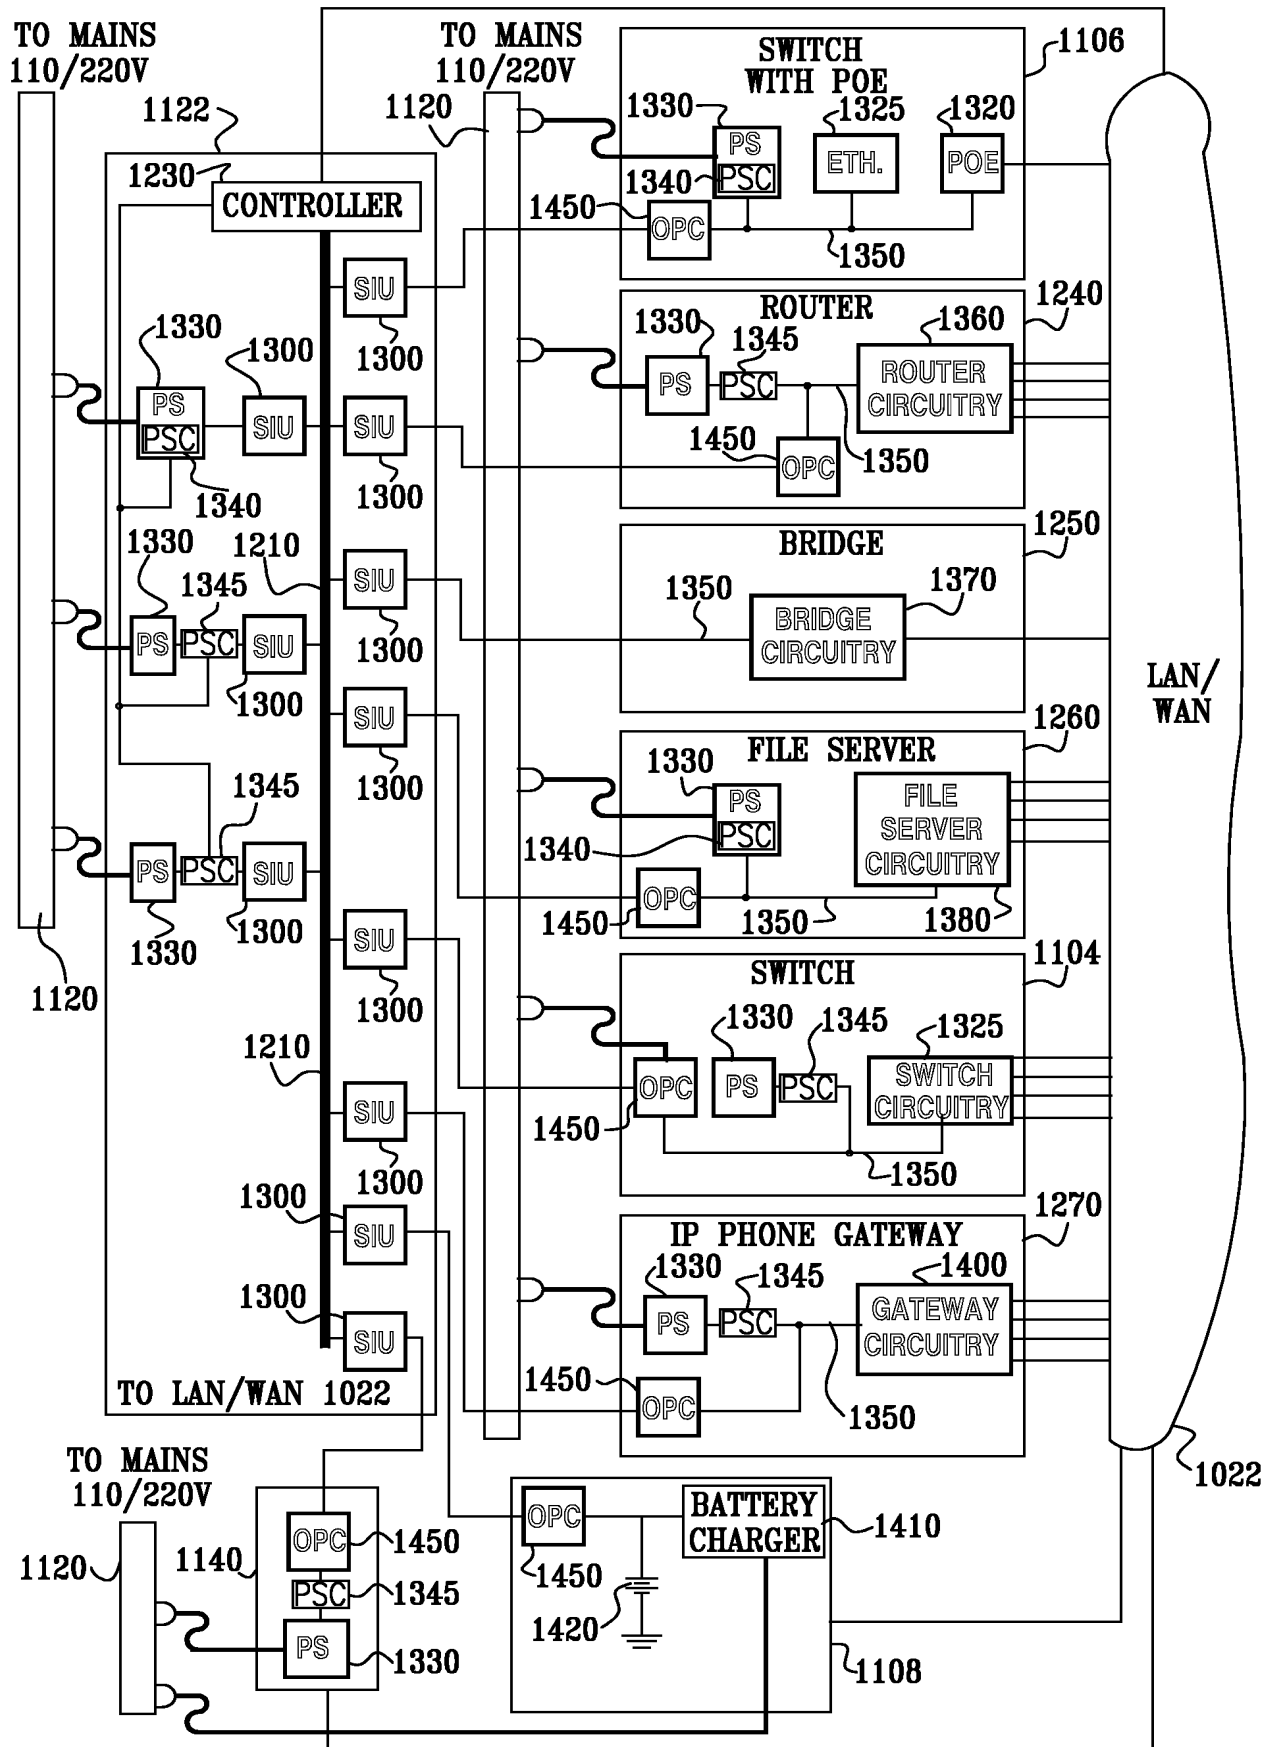 TO MAINS
110/220V
1122
1230
CONTROLLER
1330
PS
PSC
1340
1300
SIU
SIU
1300
SIU
1300
1330
1210
1345
PS
PSC
SIU
1300
SIU
1300
SIU
1300
1345
PS
PSC
SIU
1330
1300
1120
SIU
1300
1210
SIU
1300
1300
SIU
1300
SIU
TO LAN/WAN 1022
TO MAINS
110/220V
1120
SWITCH
WITH POE
1106
1330
1325
1320
PS
PSC
ETH.
POE
1340
1450
OPC
1350
ROUTER
1240
1330
1345
1360
PS
PSC
ROUTER
CIRCUITRY
1450
OPC
1350
BRIDGE
1250
1350
1370
BRIDGE
CIRCUITRY
LAN/
WAN
FILE SERVER
1260
1330
PS
PSC
1340
FILE
SERVER
CIRCUITRY
1450
OPC
1350
1380
SWITCH
1104
1330
1345
1325
OPC
PS
PSC
SWITCH
CIRCUITRY
1450
1350
IP PHONE GATEWAY
1270
1330
1345
1400
PS
PSC
GATEWAY
CIRCUITRY
1450
OPC
1350
1022
TO MAINS
110/220V
1120
1140
OPC
1450
PSC
1345
PS
1330
OPC
1450
BATTERY
CHARGER
1410
1420
1108